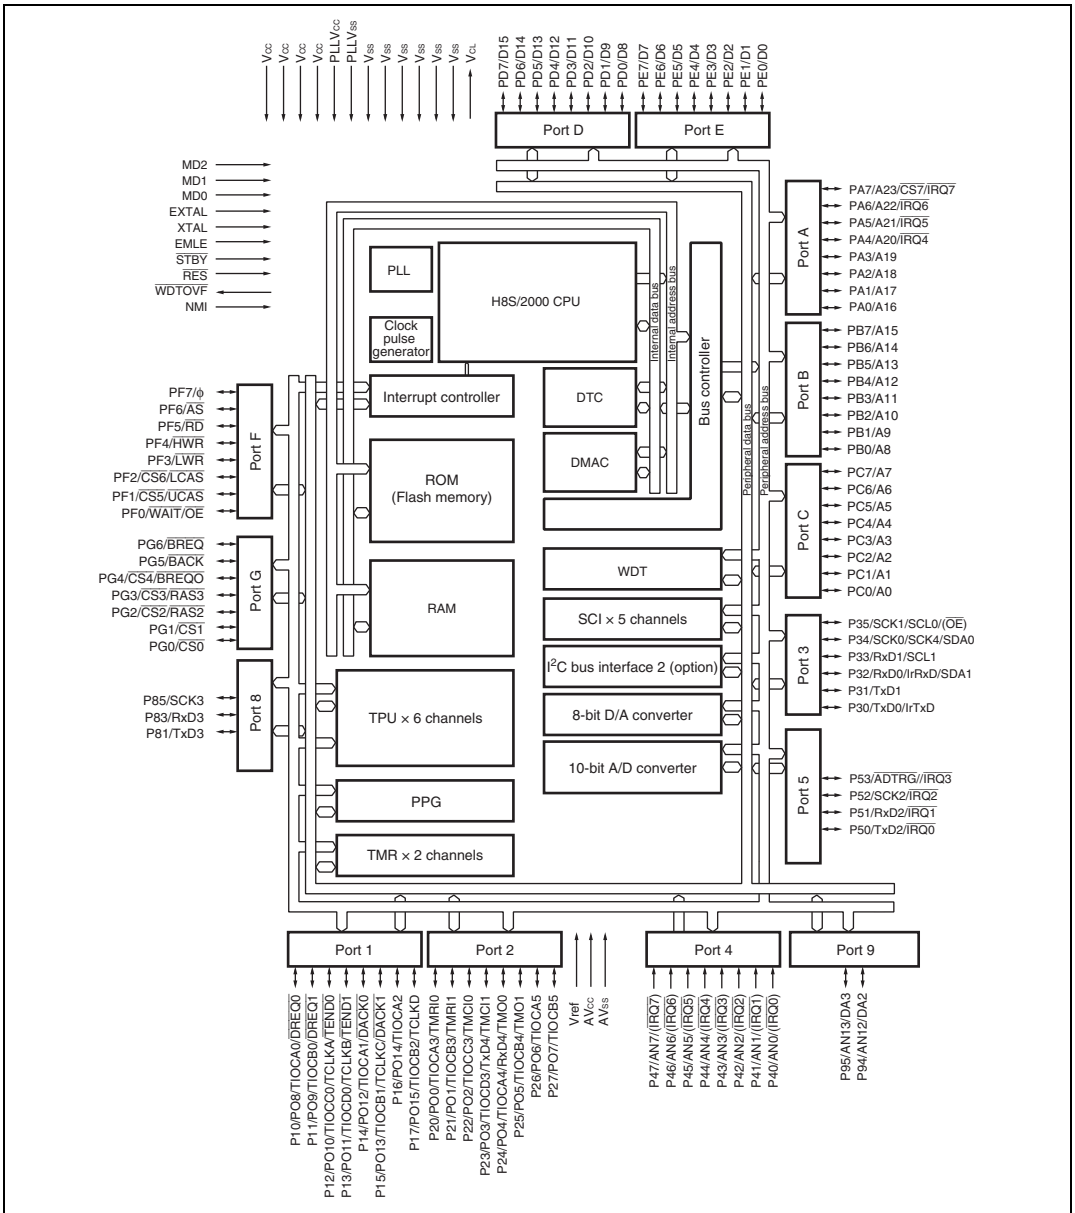 Vcc
Vcc
Vcc
Vcc
PLLVcc
PLLVss
Vss
Vss
Vss
Vss
Vss
Vss
VCL
PD7/D15
PD6/D14
PD5/D13
PD4/D12
PD3/D11
PD2/D10
PD1/D9
PD0/D8
PE7/D7
PE6/D6
PE5/D5
PE4/D4
PE3/D3
PE2/D2
PE1/D1
PE0/D0
Port D
Port E
MD2
MD1
MD0
EXTAL
XTAL
EMLE
STBY
RES
WDTOVF
NMI
PLL
H8S/2000 CPU
Clock
pulse
generator
Interrupt controller
Internal data bus
Internal address bus
Bus controller
DTC
DMAC
ROM
(Flash memory)
RAM
Peripheral data bus
Peripheral address bus
Port A
PA7/A23/CS7/IRQ7
PA6/A22/IRQ6
PA5/A21/IRQ5
PA4/A20/IRQ4
PA3/A19
PA2/A18
PA1/A17
PA0/A16
Port B
PB7/A15
PB6/A14
PB5/A13
PB4/A12
PB3/A11
PB2/A10
PB1/A9
PB0/A8
PF7/ϕ
PF6/AS
PF5/RD
PF4/HWR
PF3/LWR
PF2/CS6/LCAS
PF1/CS5/UCAS
PF0/WAIT/OE
Port F
Port C
PC7/A7
PC6/A6
PC5/A5
PC4/A4
PC3/A3
PC2/A2
PC1/A1
PC0/A0
PG6/BREQ
PG5/BACK
PG4/CS4/BREQO
PG3/CS3/RAS3
PG2/CS2/RAS2
PG1/CS1
PG0/CS0
Port G
WDT
SCI × 5 channels
I²C bus interface 2 (option)
8-bit D/A converter
10-bit A/D converter
Port 3
P35/SCK1/SCL0/(OE)
P34/SCK0/SCK4/SDA0
P33/RxD1/SCL1
P32/RxD0/IrRxD/SDA1
P31/TxD1
P30/TxD0/IrTxD
P85/SCK3
P83/RxD3
P81/TxD3
Port 8
TPU × 6 channels
PPG
TMR × 2 channels
Port 5
P53/ADTRG//IRQ3
P52/SCK2/IRQ2
P51/RxD2/IRQ1
P50/TxD2/IRQ0
Port 1
Port 2
Port 4
Port 9
P10/PO8/TIOCA0/DREQ0
P11/PO9/TIOCB0/DREQ1
P12/PO10/TIOCC0/TCLKA/TEND0
P13/PO11/TIOCD0/TCLKB/TEND1
P14/PO12/TIOCA1/DACK0
P15/PO13/TIOCB1/TCLKC/DACK1
P16/PO14/TIOCA2
P17/PO15/TIOCB2/TCLKD
P20/PO0/TIOCA3/TMRI0
P21/PO1/TIOCB3/TMRI1
P22/PO2/TIOCC3/TMCI0
P23/PO3/TIOCD3/TxD4/TMCI1
P24/PO4/TIOCA4/RxD4/TMO0
P25/PO5/TIOCB4/TMO1
P26/PO6/TIOCA5
P27/PO7/TIOCB5
Vref
AVcc
AVss
P47/AN7/(IRQ7)
P46/AN6/(IRQ6)
P45/AN5/(IRQ5)
P44/AN4/(IRQ4)
P43/AN3/(IRQ3)
P42/AN2/(IRQ2)
P41/AN1/(IRQ1)
P40/AN0/(IRQ0)
P95/AN13/DA3
P94/AN12/DA2